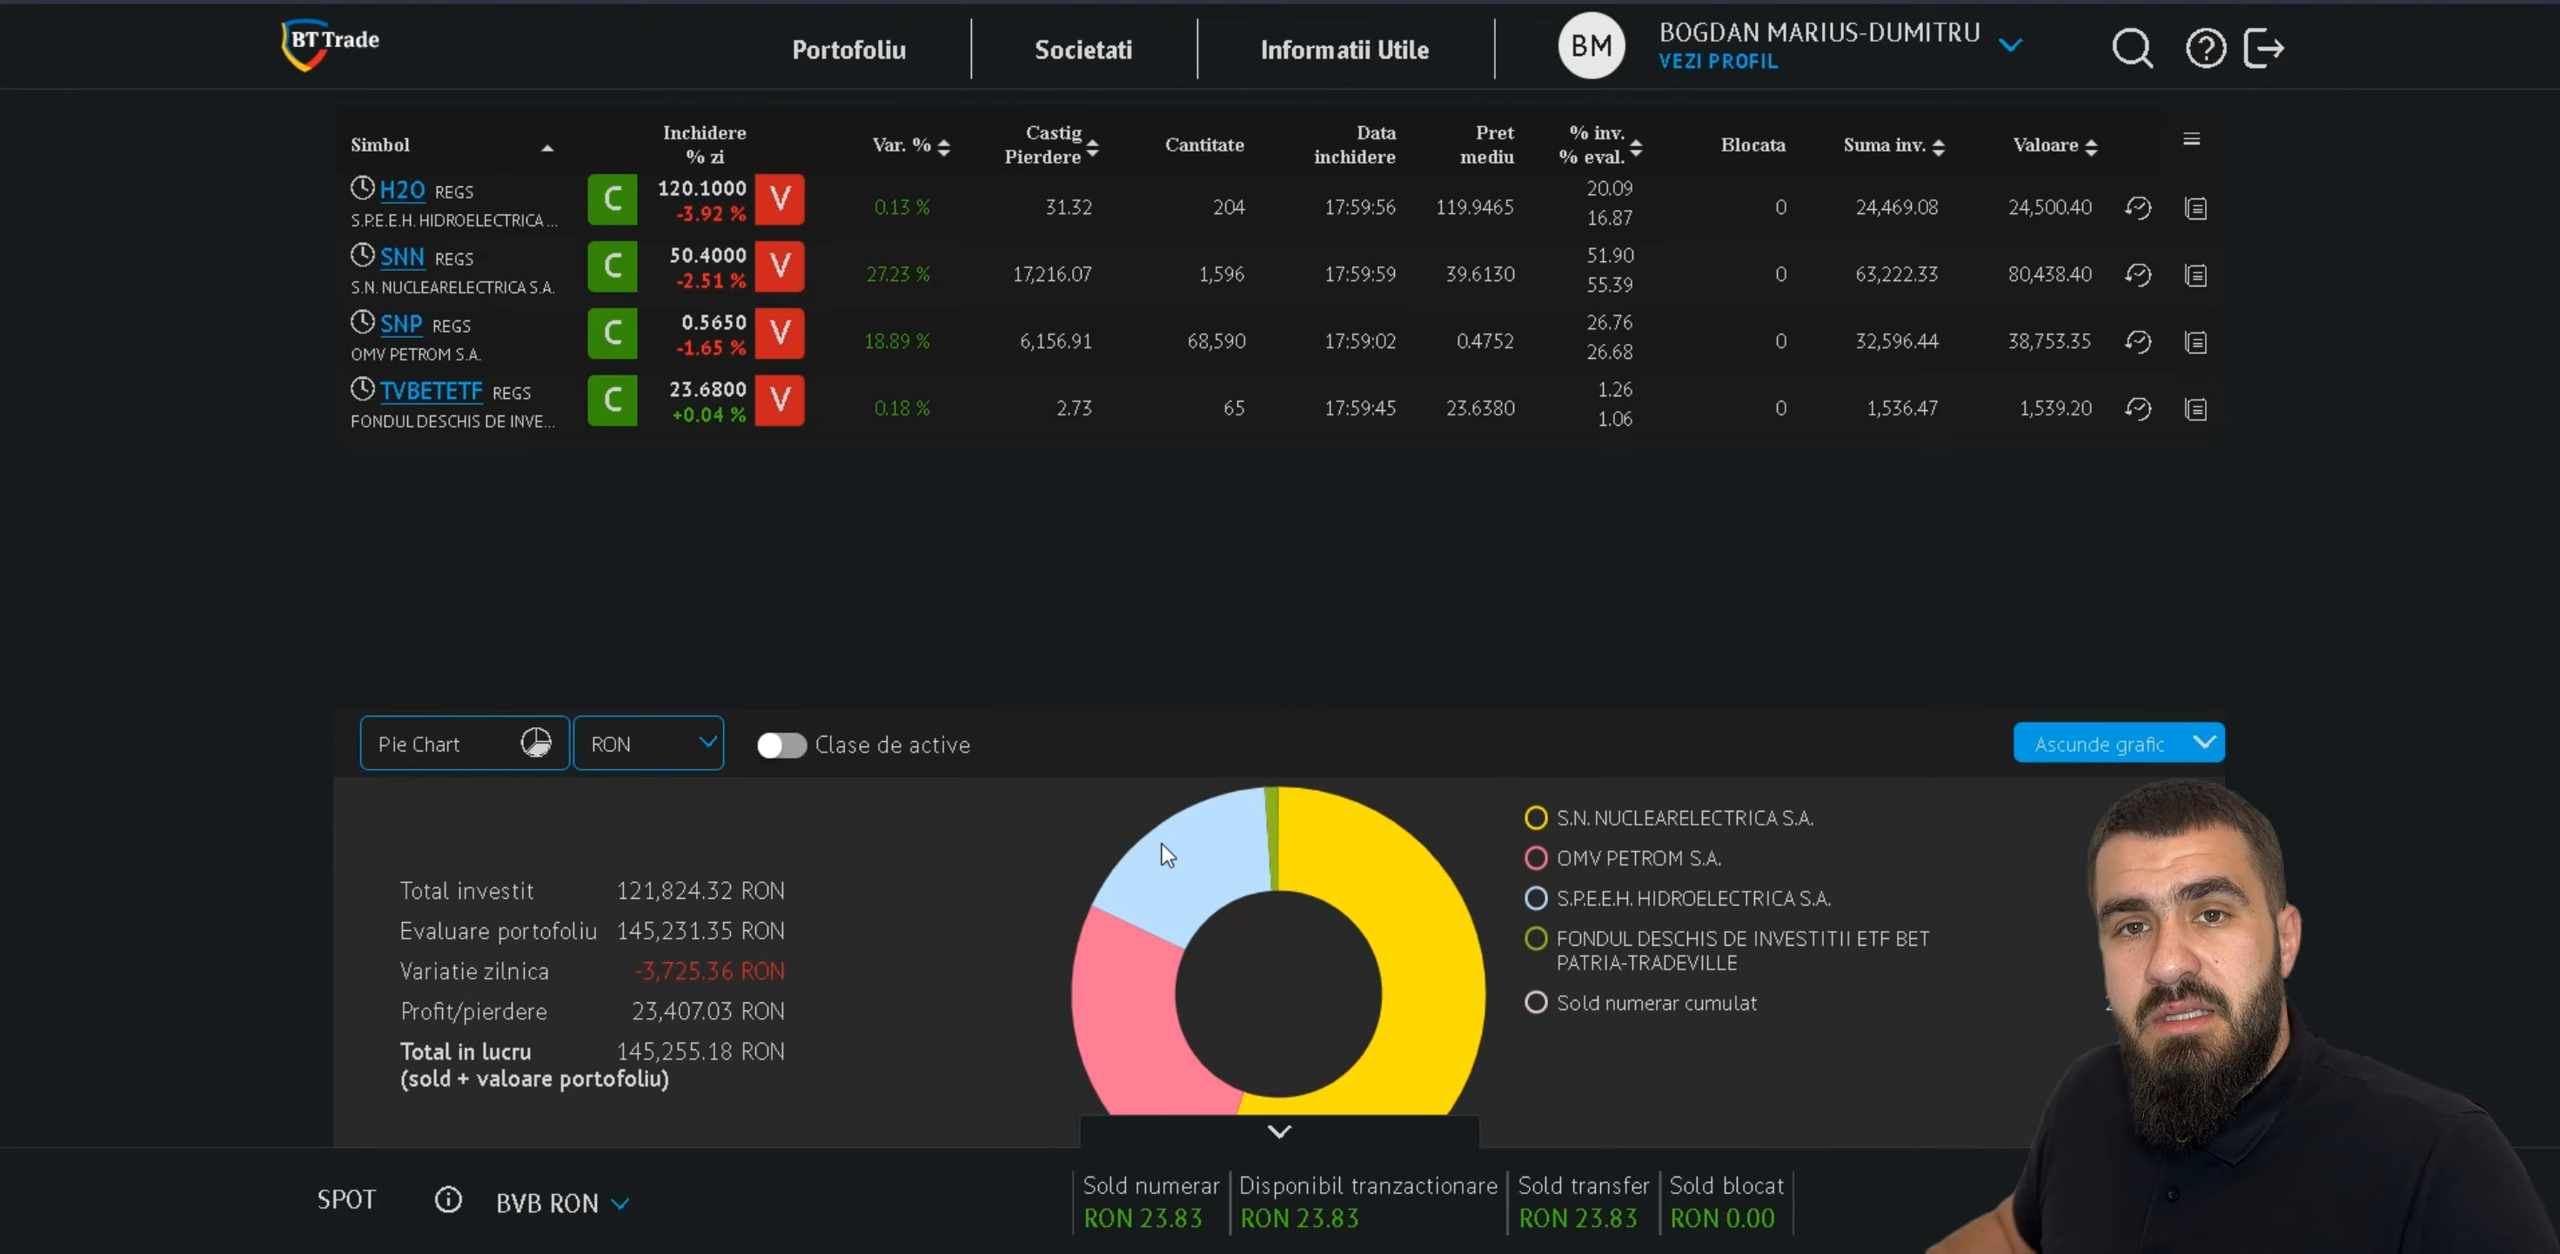 BT Trade
Portofoliu
Societati
Informatii Utile
BM
BOGDAN MARIUS-DUMITRU
VEZI PROFIL
Simbol
Inchidere
% zi
Var. %
Castig
Pierdere
Cantitate
Data
inchidere
Pret
mediu
% inv.
% eval.
Blocata
Suma inv.
Valoare
H2O REGS
S.P.E.E.H. HIDROELECTRICA ...
C
120.1000
-3.92 %
V
0.13 %
31.32
204
17:59:56
119.9465
20.09
16.87
0
24,469.08
24,500.40
SNN REGS
S.N. NUCLEARELECTRICA S.A.
C
50.4000
-2.51 %
V
27.23 %
17,216.07
1,596
17:59:59
39.6130
51.90
55.39
0
63,222.33
80,438.40
SNP REGS
OMV PETROM S.A.
C
0.5650
-1.65 %
V
18.89 %
6,156.91
68,590
17:59:02
0.4752
26.76
26.68
0
32,596.44
38,753.35
TVBETETF REGS
FONDUL DESCHIS DE INVE...
C
23.6800
+0.04 %
V
0.18 %
2.73
65
17:59:45
23.6380
1.26
1.06
0
1,536.47
1,539.20
Pie Chart
RON
Clase de active
Ascunde grafic
Total investit 121,824.32 RON
Evaluare portofoliu 145,231.35 RON
Variatie zilnica -3,725.36 RON
Profit/pierdere 23,407.03 RON
Total in lucru 145,255.18 RON
(sold + valoare portofoliu)
S.N. NUCLEARELECTRICA S.A.
OMV PETROM S.A.
S.P.E.E.H. HIDROELECTRICA S.A.
FONDUL DESCHIS DE INVESTITII ETF BET
PATRIA-TRADEVILLE
Sold numerar cumulat
SPOT
BVB RON
Sold numerar
RON 23.83
Disponibil tranzactionare
RON 23.83
Sold transfer
RON 23.83
Sold blocat
RON 0.00